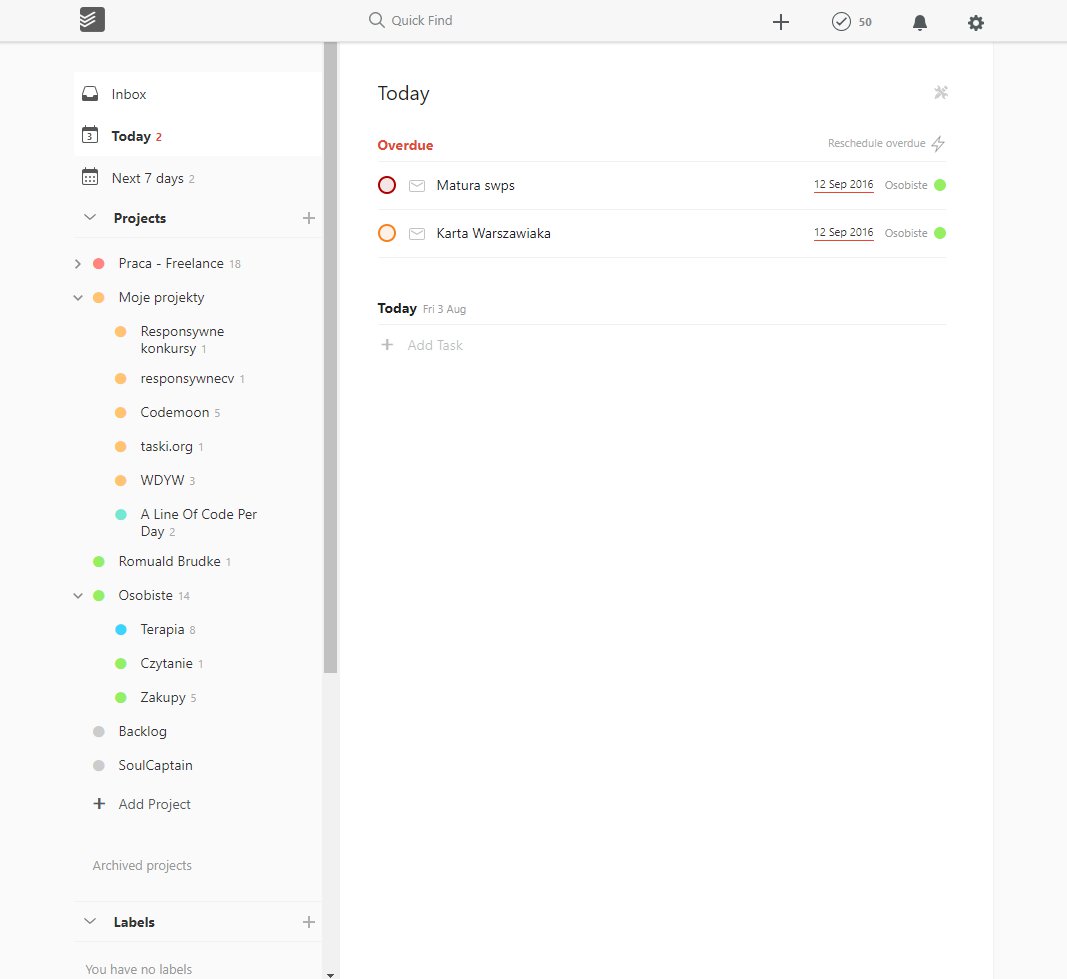 Quick Find
50
Inbox
3
Today 2
Next 7 days 2
Projects
Praca - Freelance 18
Moje projekty
Responsywne
konkursy 1
responsywnecv 1
Codemoon 5
taski.org 1
WDYW 3
A Line Of Code Per
Day 2
Romuald Brudke 1
Osobiste 14
Terapia 8
Czytanie 1
Zakupy 5
Backlog
SoulCaptain
Add Project
Archived projects
Labels
You have no labels
Today
Overdue
Reschedule overdue
Matura swps 12 Sep 2016 Osobiste
Karta Warszawiaka 12 Sep 2016 Osobiste
Today Fri 3 Aug
Add Task